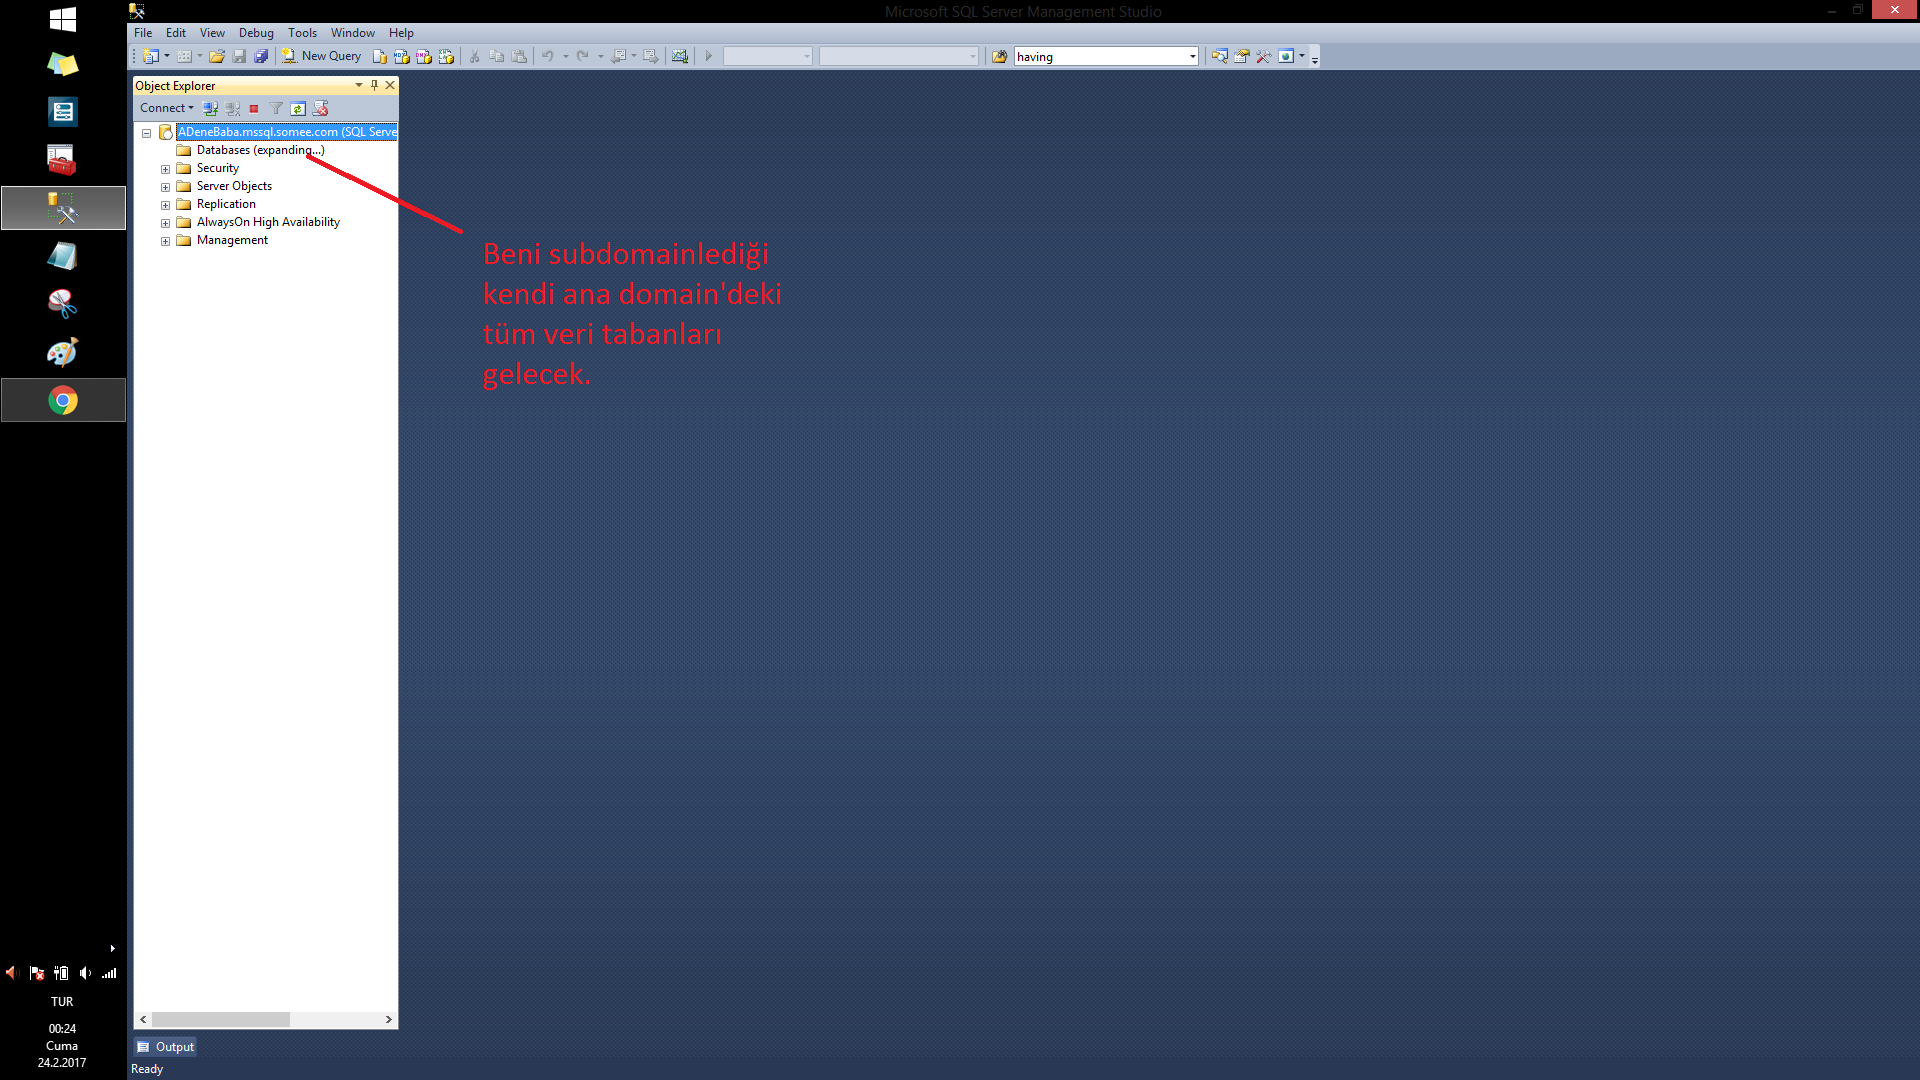 Microsoft SQL Server Management Studio
File Edit View Debug Tools Window Help
New Query
having
Object Explorer
Connect
ADeneBaba.mssql.somee.com (SQL Serve
Databases (expanding...)
Security
Server Objects
Replication
AlwaysOn High Availability
Management
Beni subdomainlediği
kendi ana domain'deki
tüm veri tabanları
gelecek.
TUR
00:24
Cuma
24.2.2017
Output
Ready